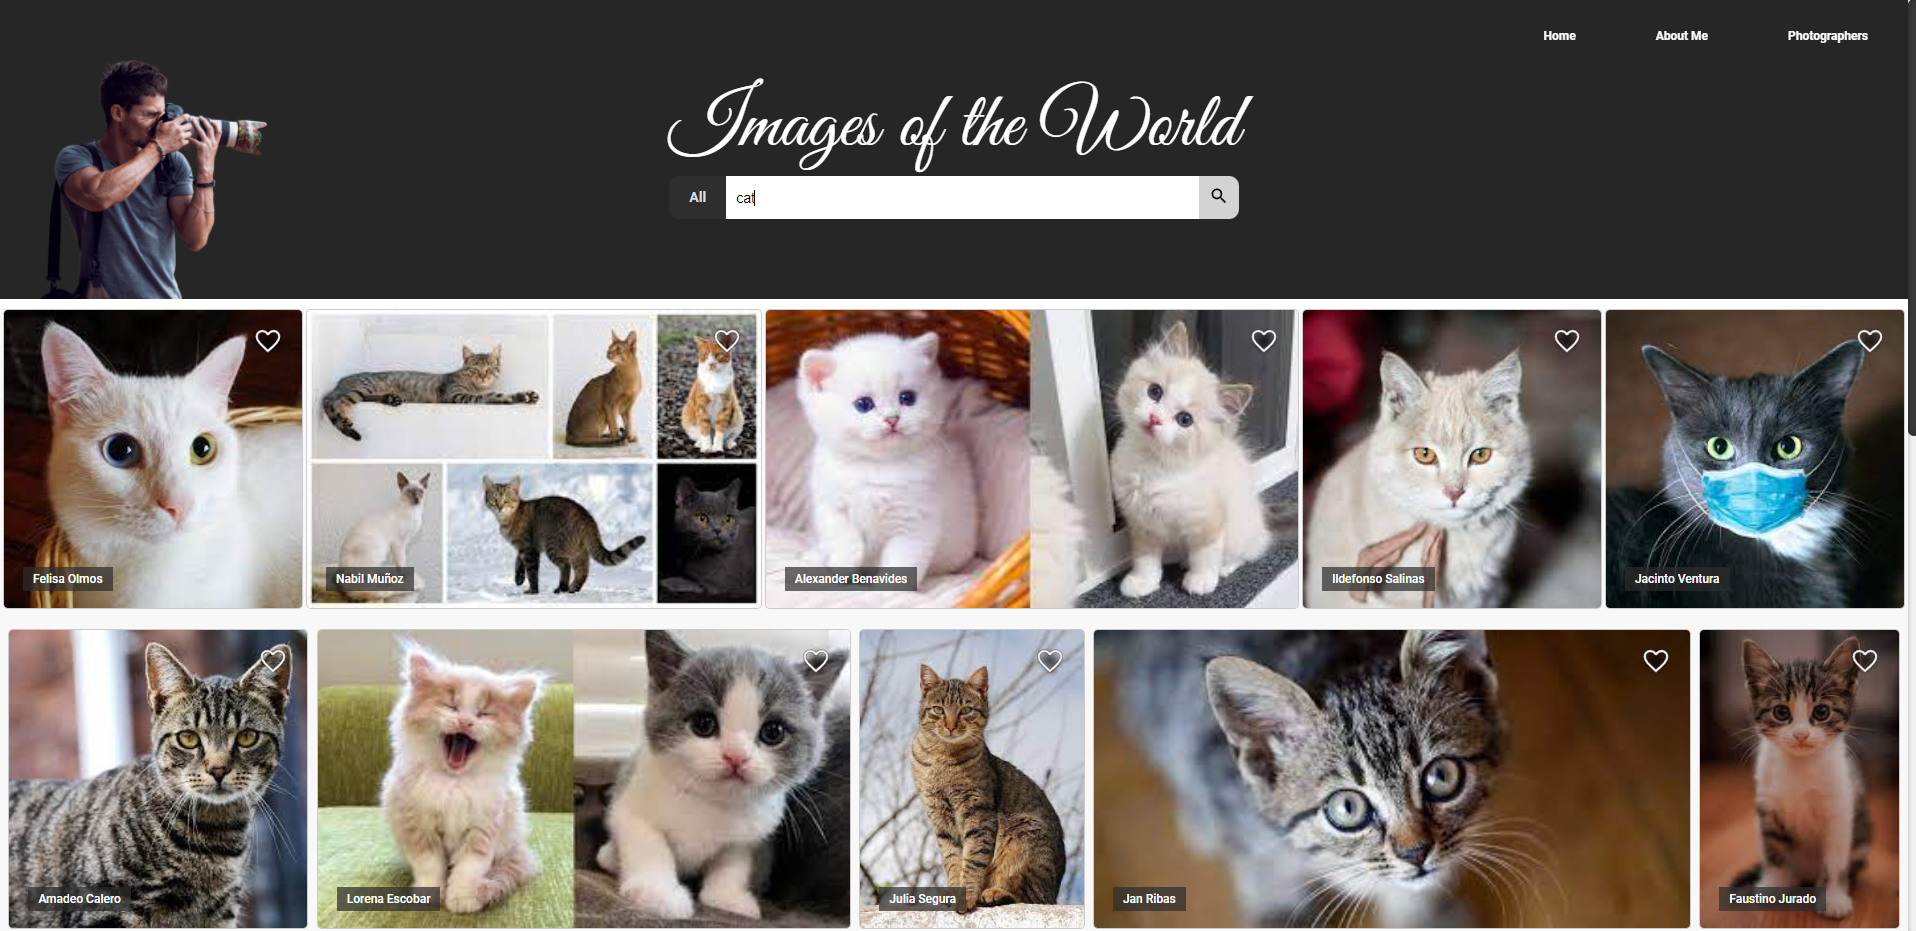 Home
About Me
Photographers
Images of the World
All
cat
Felisa Olmos
Nabil Muñoz
Alexander Benavides
Ildefonso Salinas
Jacinto Ventura
Amadeo Calero
Lorena Escobar
Julia Segura
Jan Ribas
Faustino Jurado